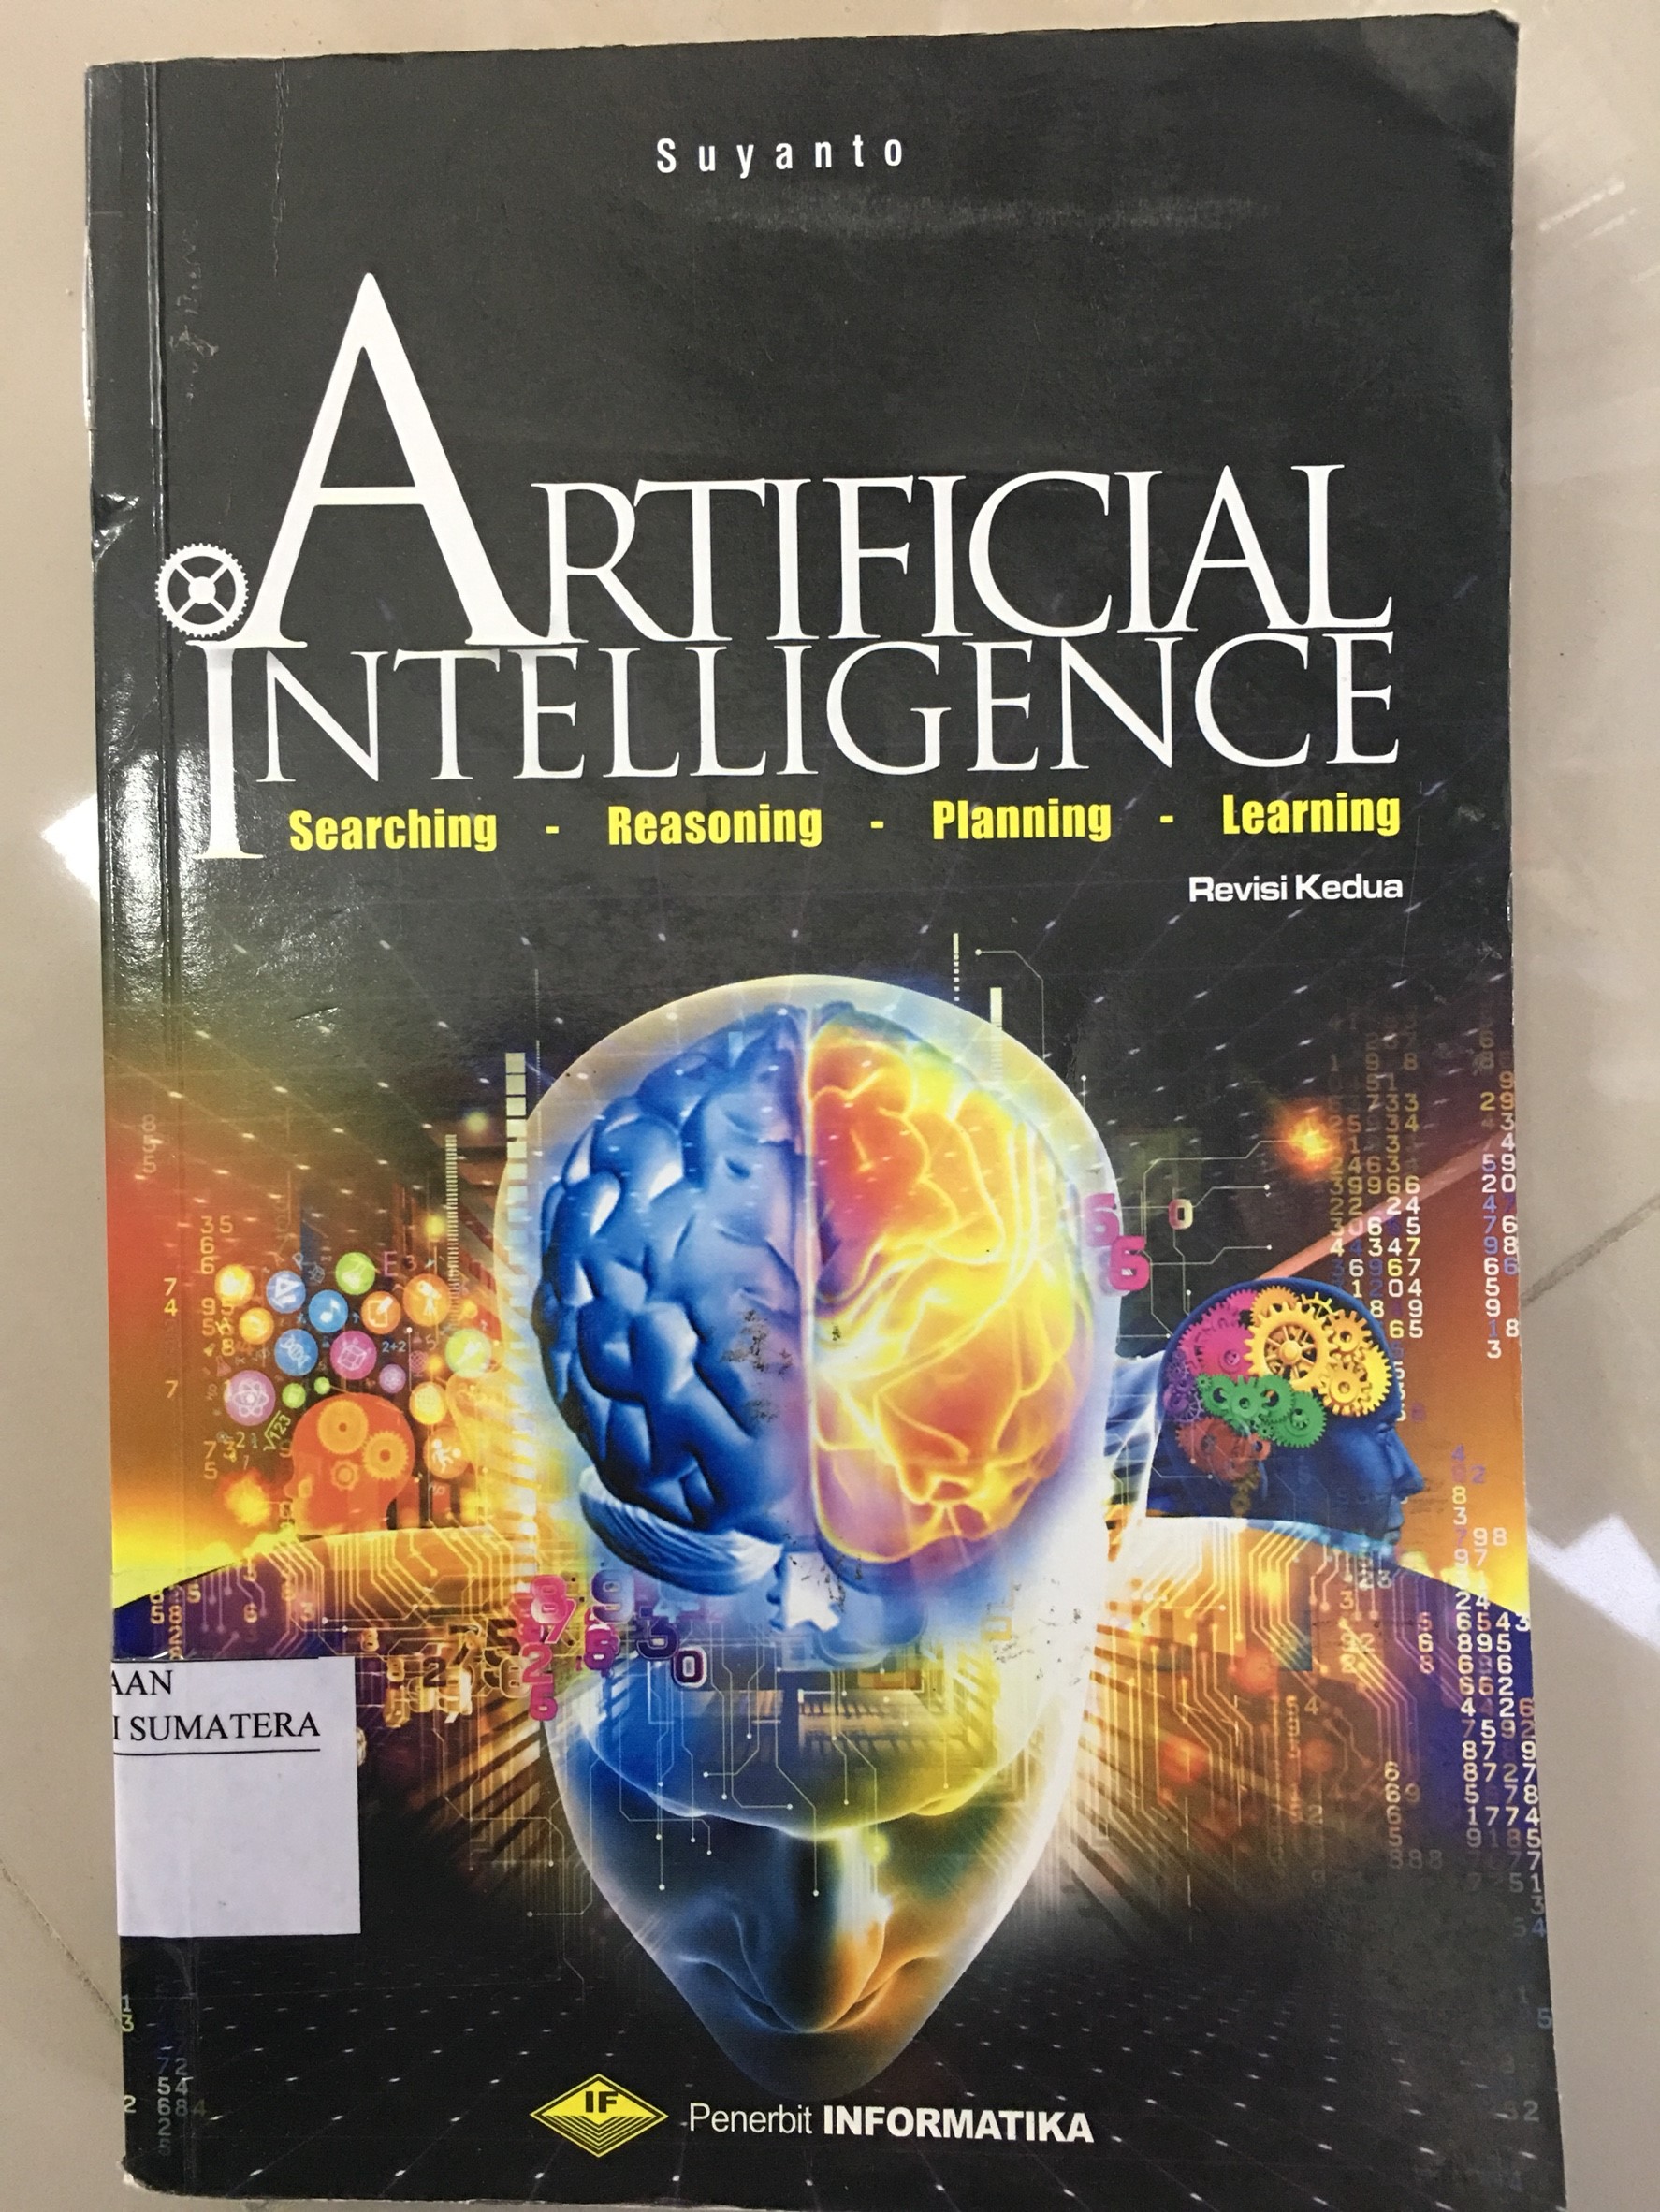 Suyanto
ARTIFICIAL
INTELLIGENCE
Searching - Reasoning - Planning - Learning
Revisi Kedua
AAN
I SUMATERA
IF
Penerbit INFORMATIKA